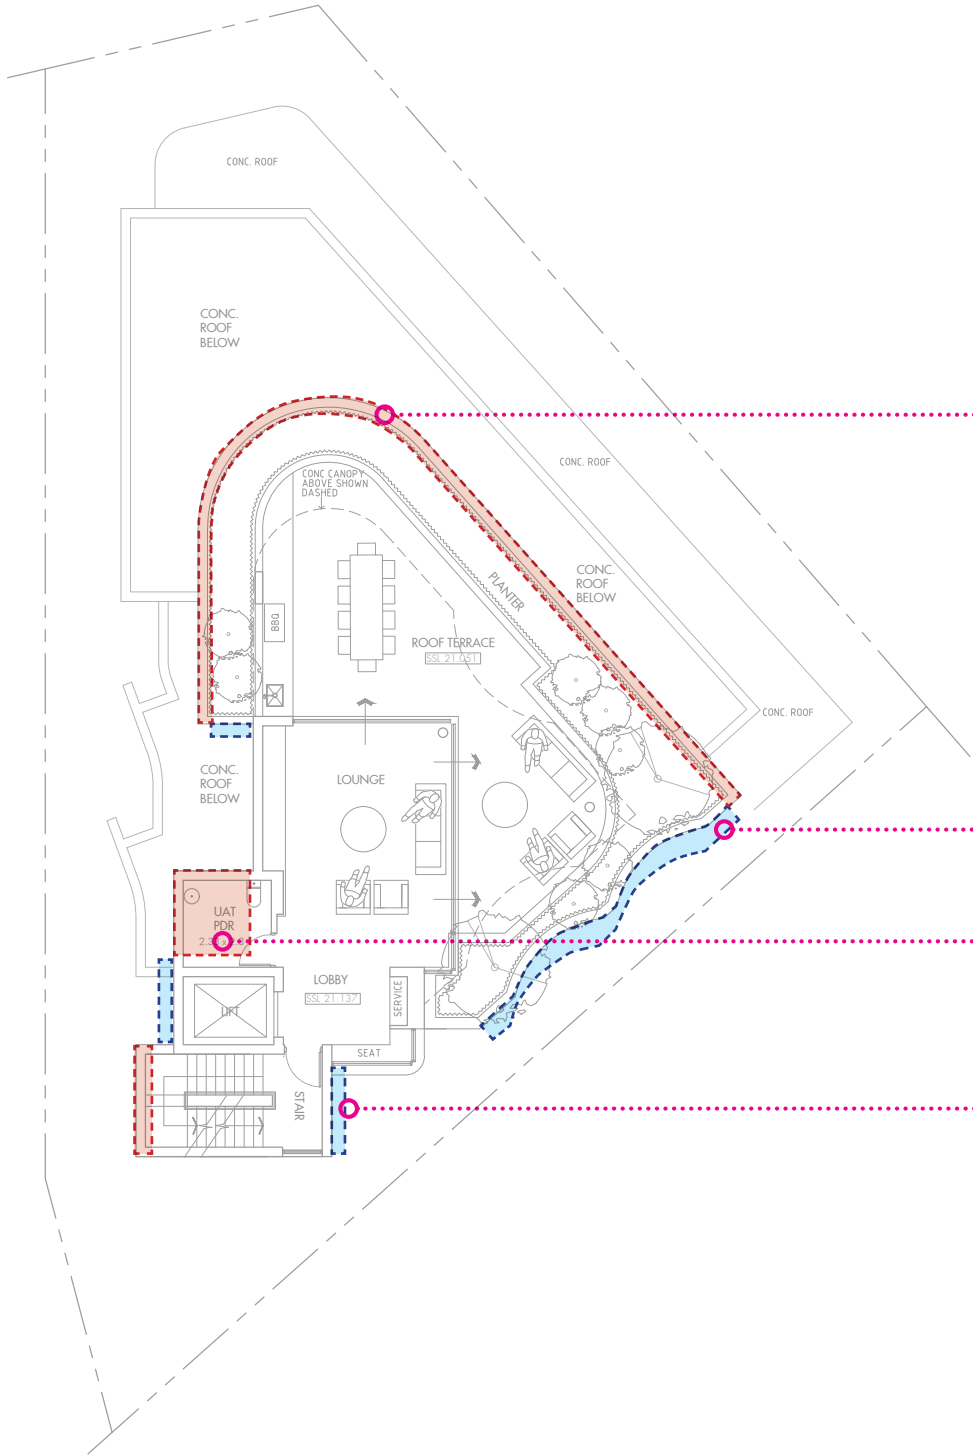 CONC. ROOF
CONC.
ROOF
BELOW
CONC. ROOF
CONC CANOPY
ABOVE SHOWN
DASHED
PLANTER
CONC.
ROOF
BELOW
BBQ
ROOF TERRACE
SSL 21.051
CONC. ROOF
CONC.
ROOF
BELOW
LOUNGE
UAT
PDR
LOBBY
SSL 21.137
SERVICE
LIFT
SEAT
STAIR